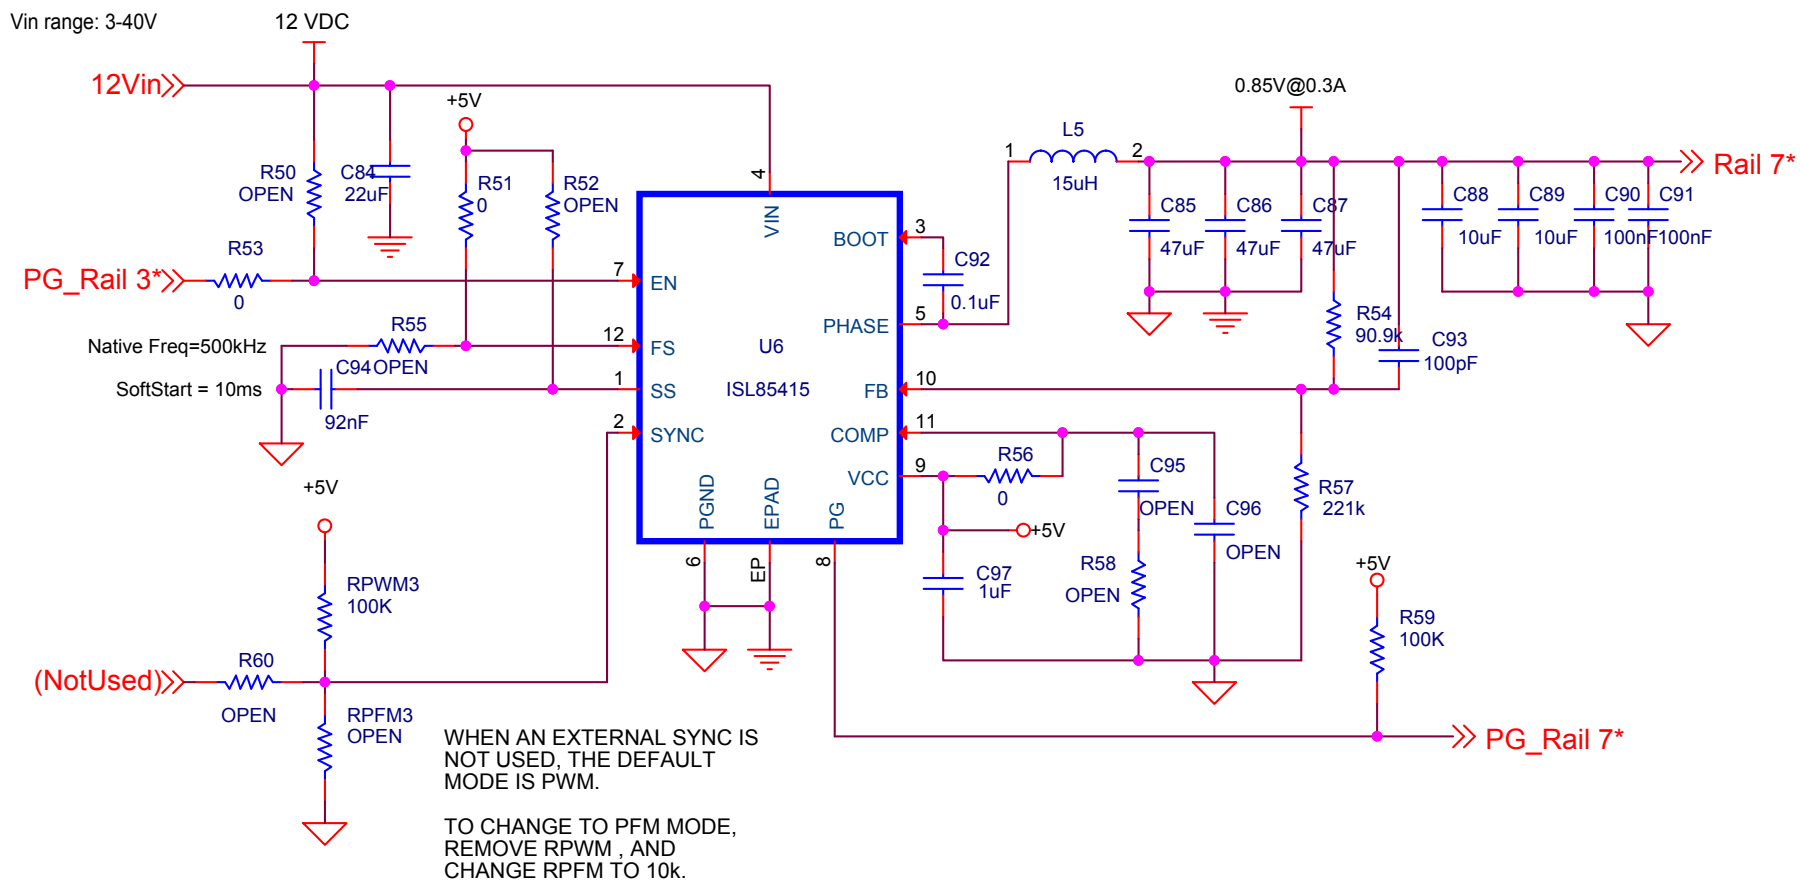 Vin range: 3-40V
12 VDC
12Vin
+5V
0.85V@0.3A
R50
OPEN
C84
22uF
R51
0
R52
OPEN
4
VIN
1
L5
2
15uH
Rail 7*
C85
47uF
C86
47uF
C87
47uF
C88
10uF
C89
10uF
C90
100nF
C91
100nF
R53
0
PG_Rail 3*
7
EN
BOOT
3
C92
0.1uF
PHASE
5
R54
90.9k
C93
100pF
Native Freq=500kHz
R55
OPEN
12
FS
U6
ISL85415
SoftStart = 10ms
C94
92nF
1
SS
FB
10
2
SYNC
COMP
11
VCC
9
R56
0
C95
OPEN
C96
OPEN
R57
221k
+5V
PGND
6
EPAD
EP
PG
8
+5V
C97
1uF
R58
OPEN
+5V
R59
100K
RPWM3
100K
(NotUsed)
R60
OPEN
RPFM3
OPEN
PG_Rail 7*
WHEN AN EXTERNAL SYNC IS
NOT USED, THE DEFAULT
MODE IS PWM.
TO CHANGE TO PFM MODE,
REMOVE RPWM , AND
CHANGE RPFM TO 10k.